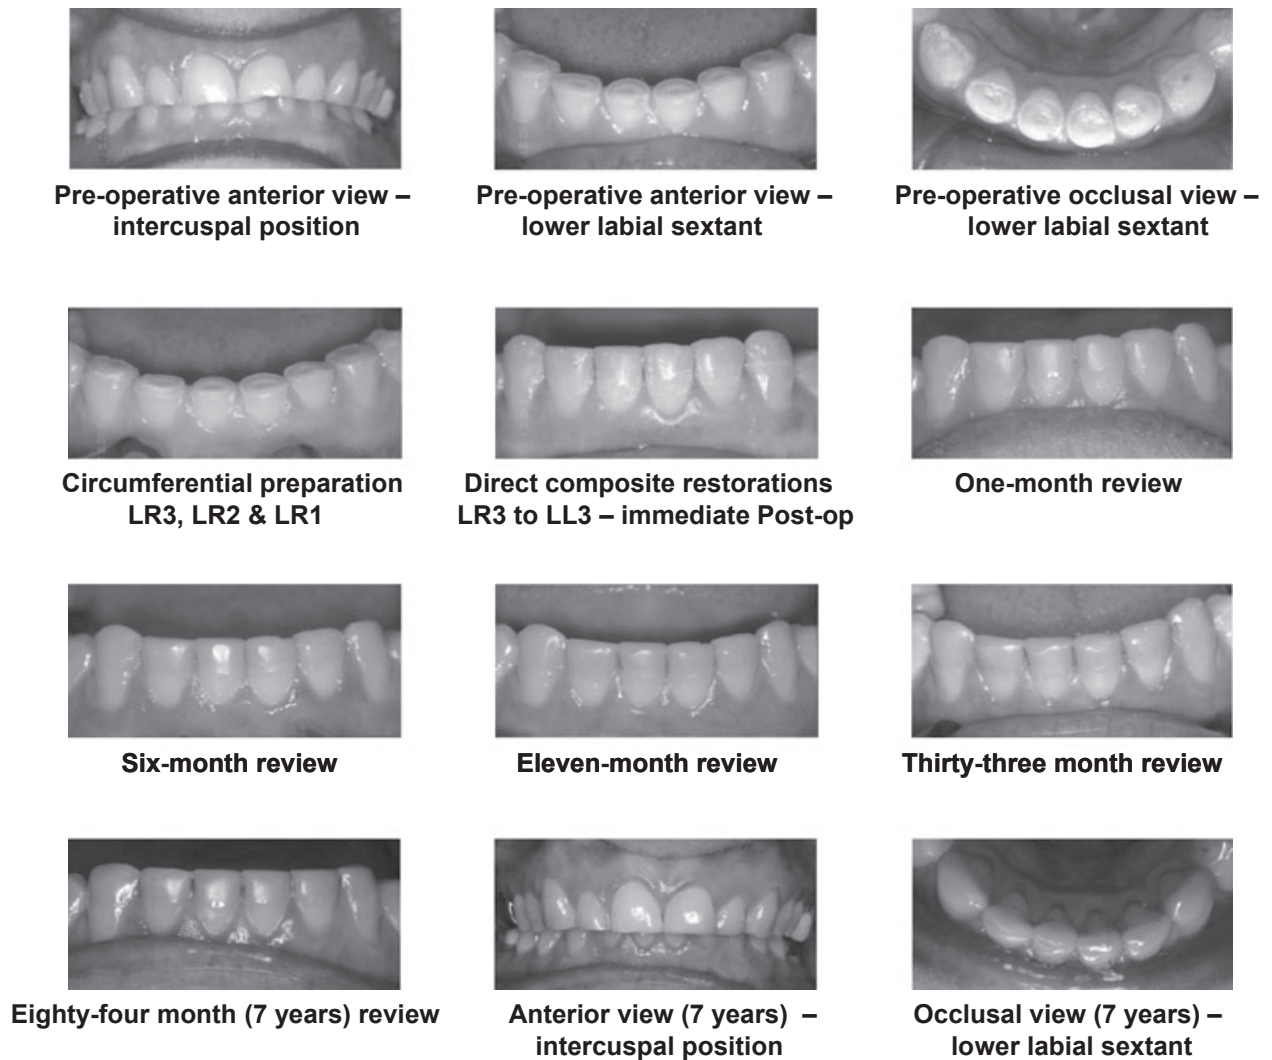 Pre-operative anterior view –
intercuspal position
Pre-operative anterior view –
lower labial sextant
Pre-operative occlusal view –
lower labial sextant
Circumferential preparation
LR3, LR2 & LR1
Direct composite restorations
LR3 to LL3 – immediate Post-op
One-month review
Six-month review
Eleven-month review
Thirty-three month review
Eighty-four month (7 years) review
Anterior view (7 years) –
intercuspal position
Occlusal view (7 years) –
lower labial sextant